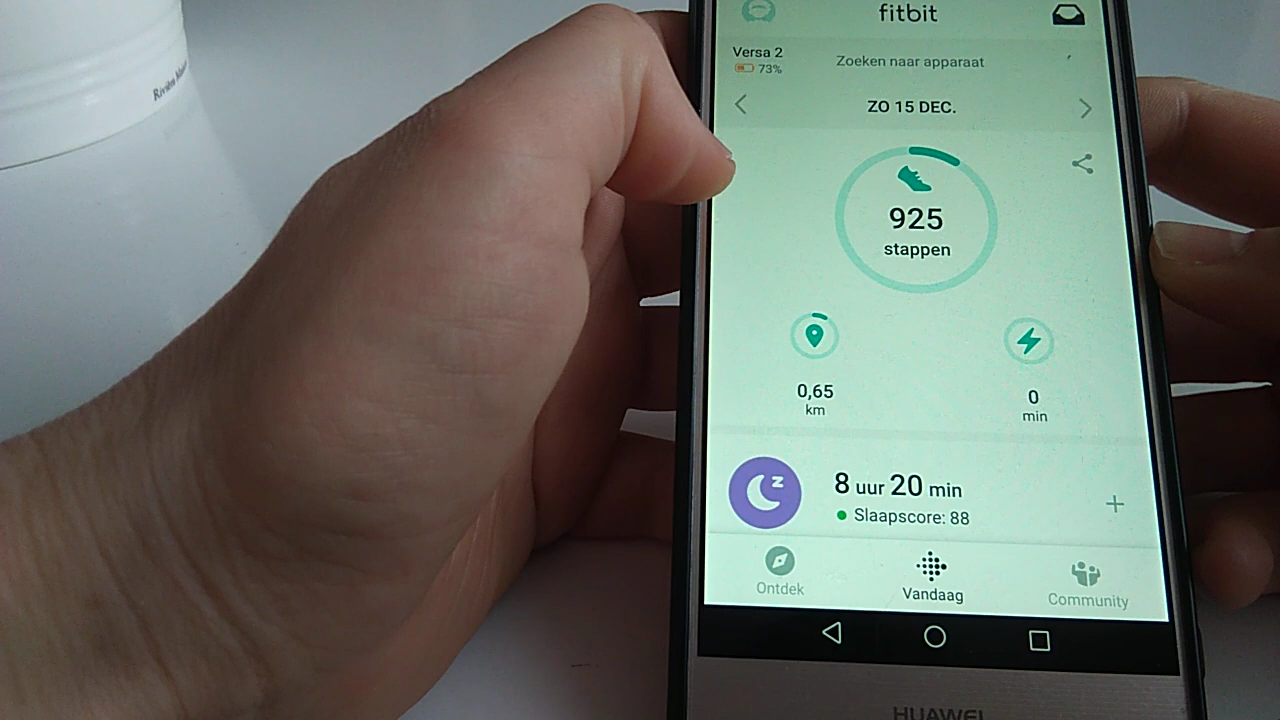 fitbit
Versa 2
73%
Zoeken naar apparaat
ZO 15 DEC.
925
stappen
0,65
km
0
min
8 uur 20 min
Slaapscore: 88
Ontdek
Vandaag
Community
HUAWEI